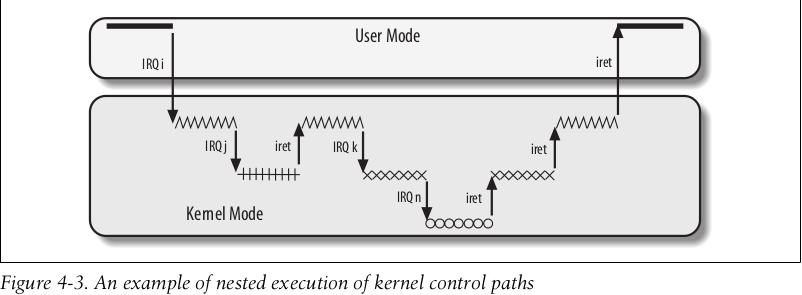 User Mode
IRQ i
iret
IRQ j
iret
IRQ k
iret
IRQ n
iret
Kernel Mode
Figure 4-3. An example of nested execution of kernel control paths